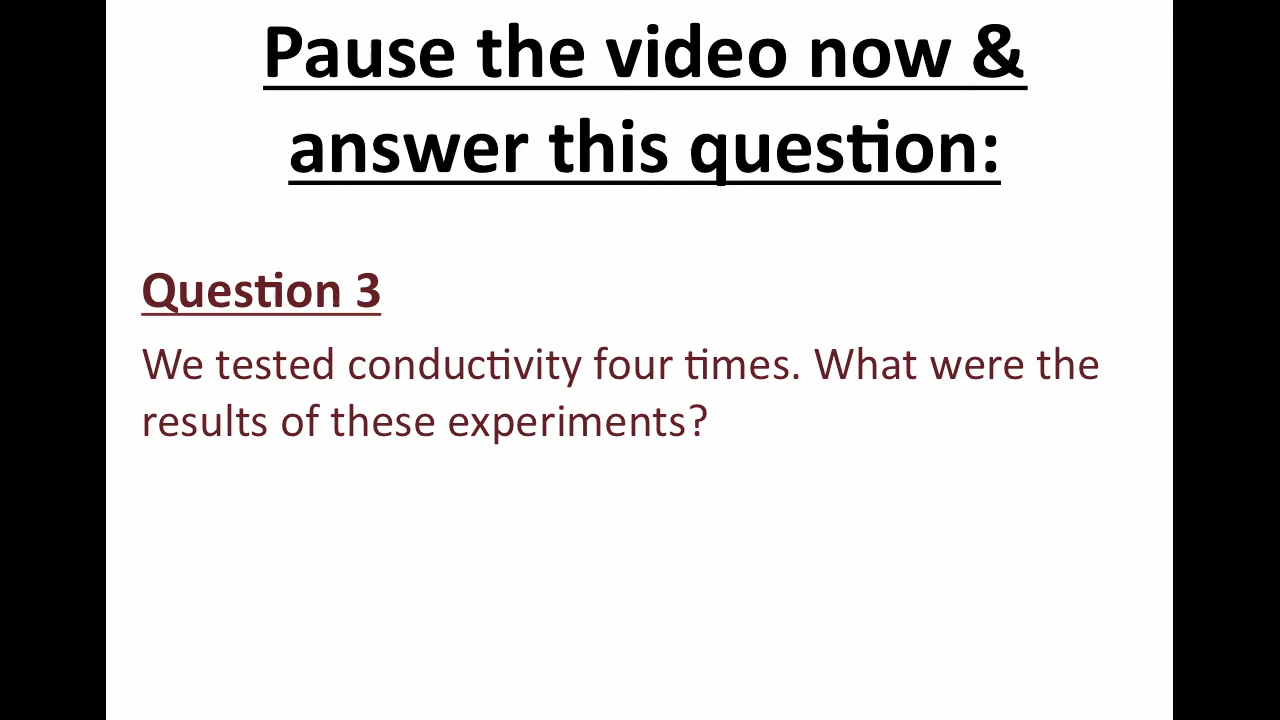 Pause the video now &
answer this question:
Question 3
We tested conductivity four times. What were the
results of these experiments?